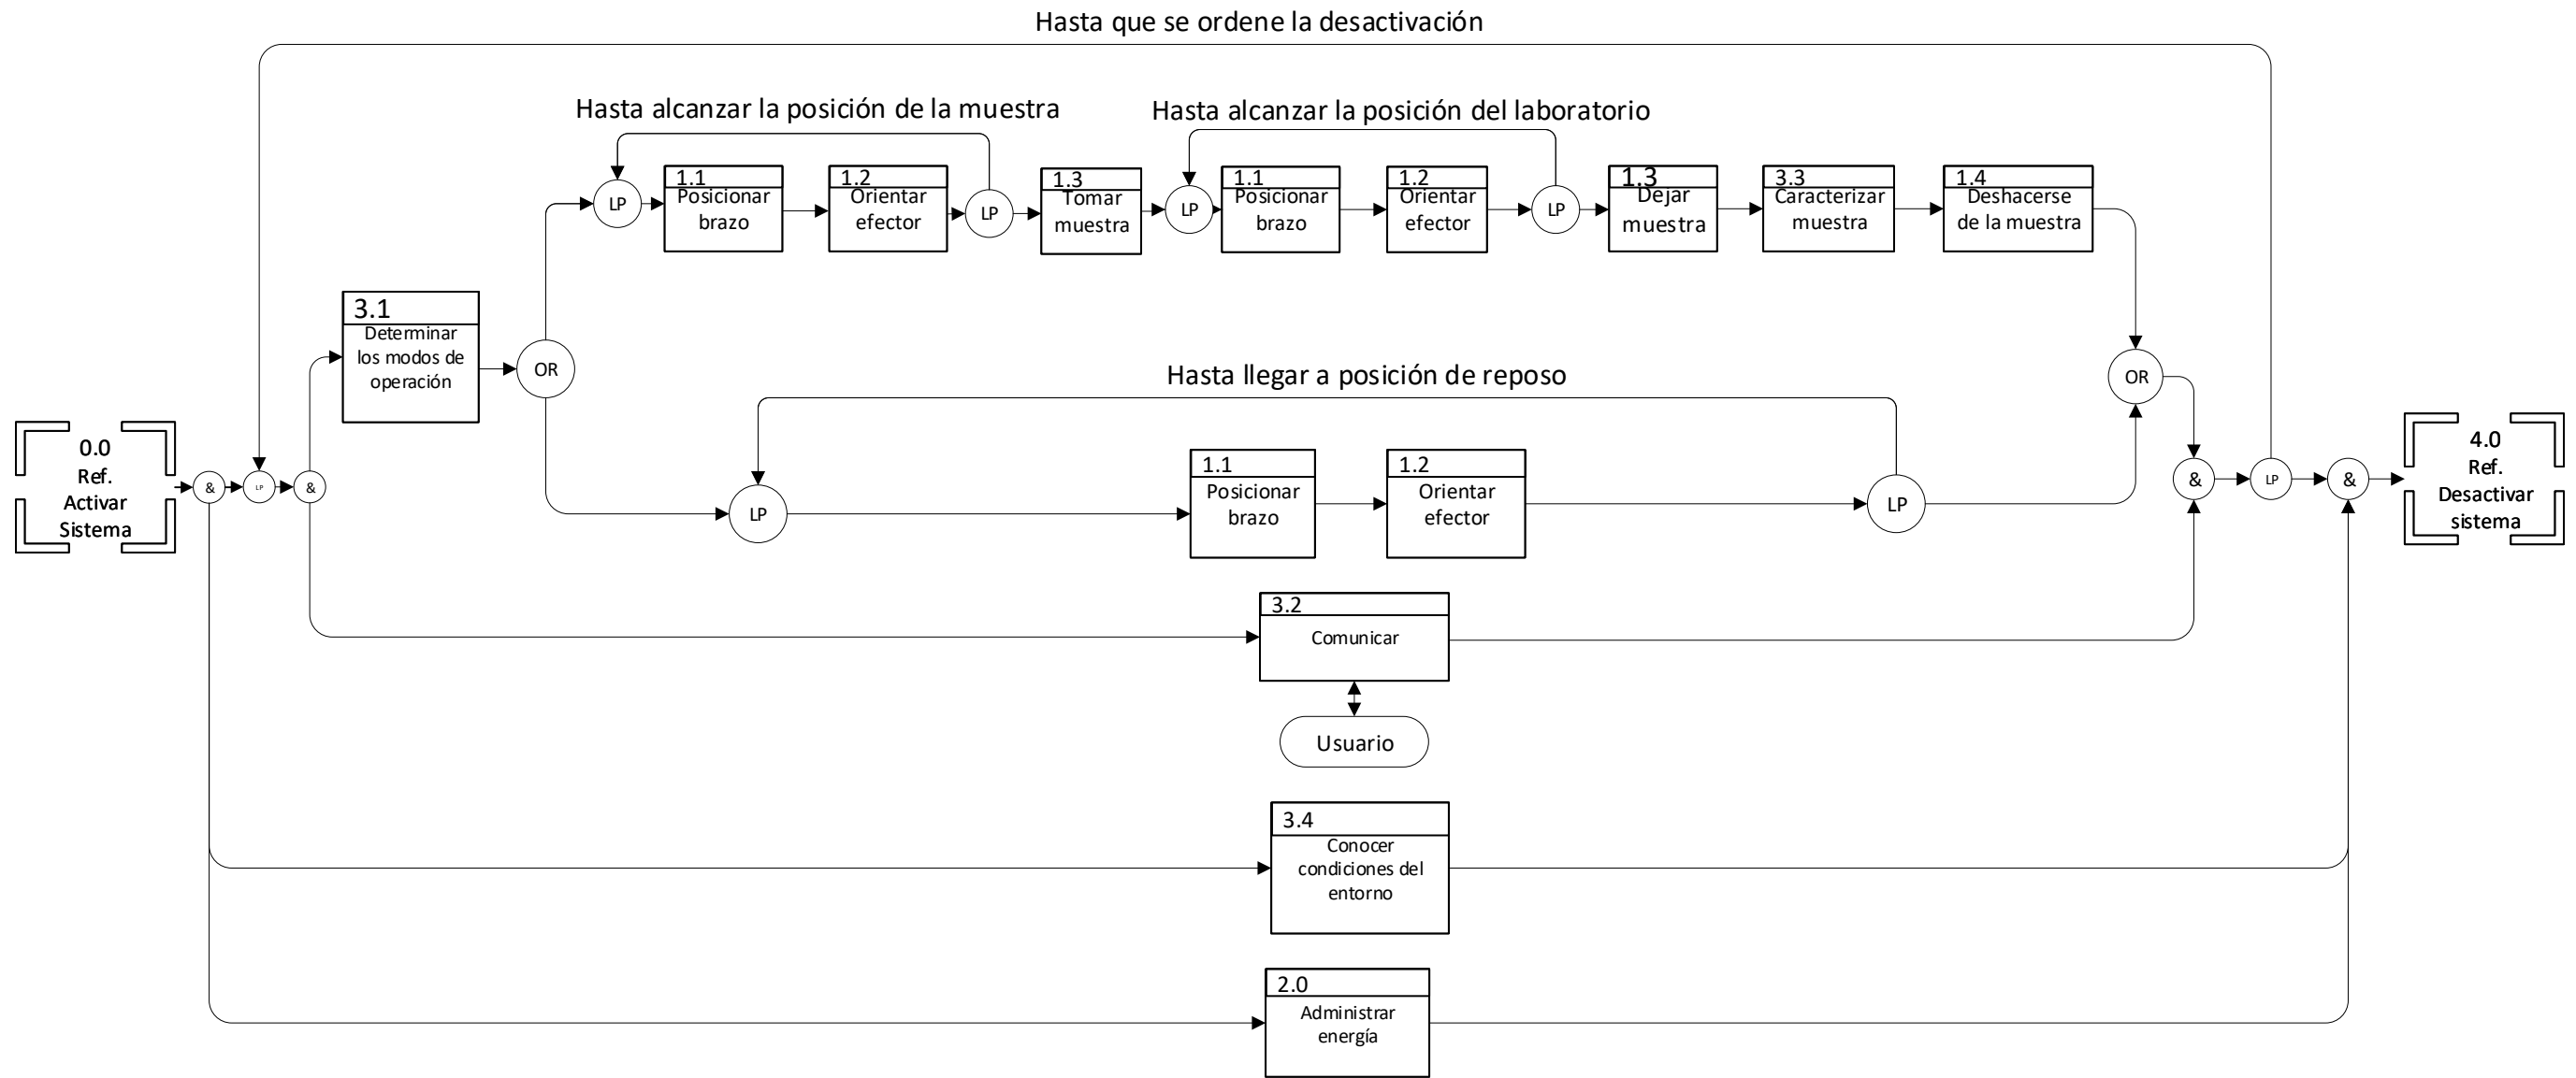 Hasta que se ordene la desactivación
Hasta alcanzar la posición de la muestra
Hasta alcanzar la posición del laboratorio
LP
1.1
Posicionar
brazo
1.2
Orientar
efector
LP
1.3
Tomar
muestra
LP
1.1
Posicionar
brazo
1.2
Orientar
efector
LP
1.3
Dejar
muestra
3.3
Caracterizar
muestra
1.4
Deshacerse
de la muestra
3.1
Determinar
los modos de
operación
OR
OR
Hasta llegar a posición de reposo
0.0
Ref.
Activar
Sistema
&
LP
&
LP
1.1
Posicionar
brazo
1.2
Orientar
efector
LP
&
LP
&
4.0
Ref.
Desactivar
sistema
3.2
Comunicar
Usuario
3.4
Conocer
condiciones del
entorno
2.0
Administrar
energía